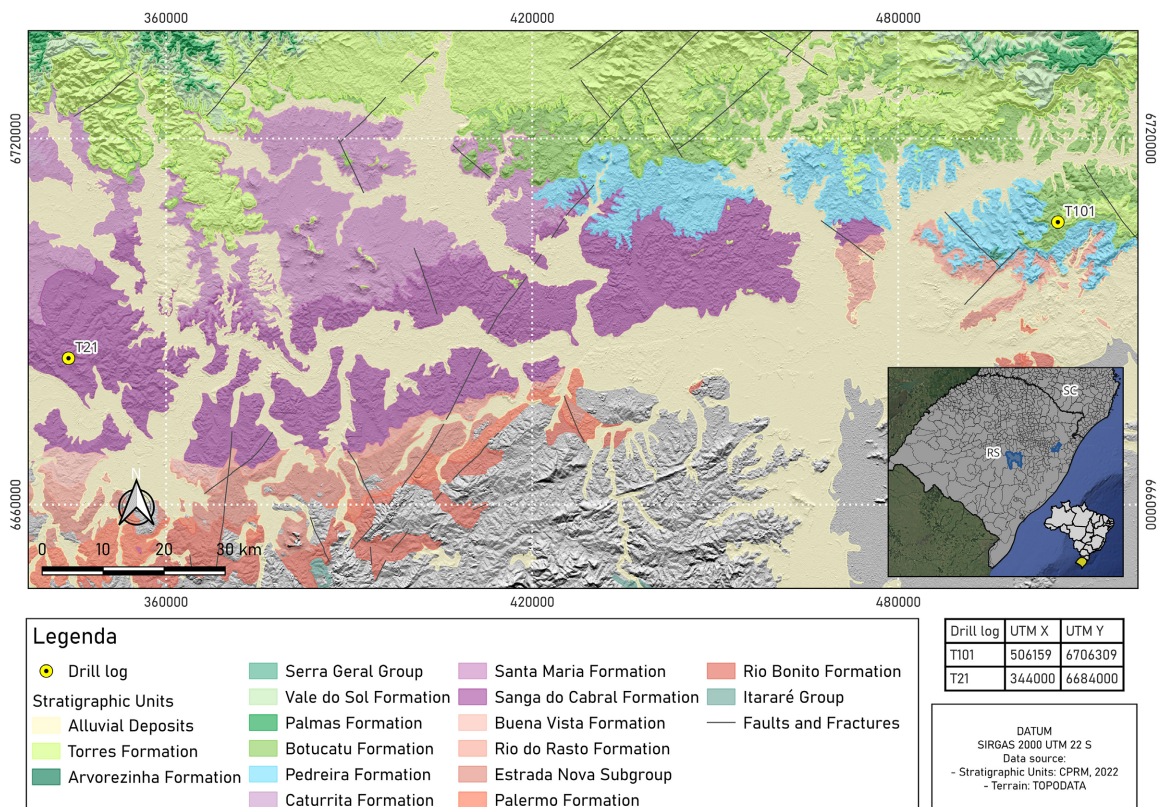 360000
420000
480000
6720000
6720000
T101
T21
SC
RS
N
6660000
6660000
0 10 20 30 km
360000
420000
480000
Legenda
Drill log
Stratigraphic Units
Alluvial Deposits
Torres Formation
Arvorezinha Formation
Serra Geral Group
Vale do Sol Formation
Palmas Formation
Botucatu Formation
Pedreira Formation
Caturrita Formation
Santa Maria Formation
Sanga do Cabral Formation
Buena Vista Formation
Rio do Rasto Formation
Estrada Nova Subgroup
Palermo Formation
Rio Bonito Formation
Itararé Group
Faults and Fractures
Drill log UTM X UTM Y
T101 506159 6706309
T21 344000 6684000
DATUM
SIRGAS 2000 UTM 22 S
Data source:
- Stratigraphic Units: CPRM, 2022
- Terrain: TOPODATA